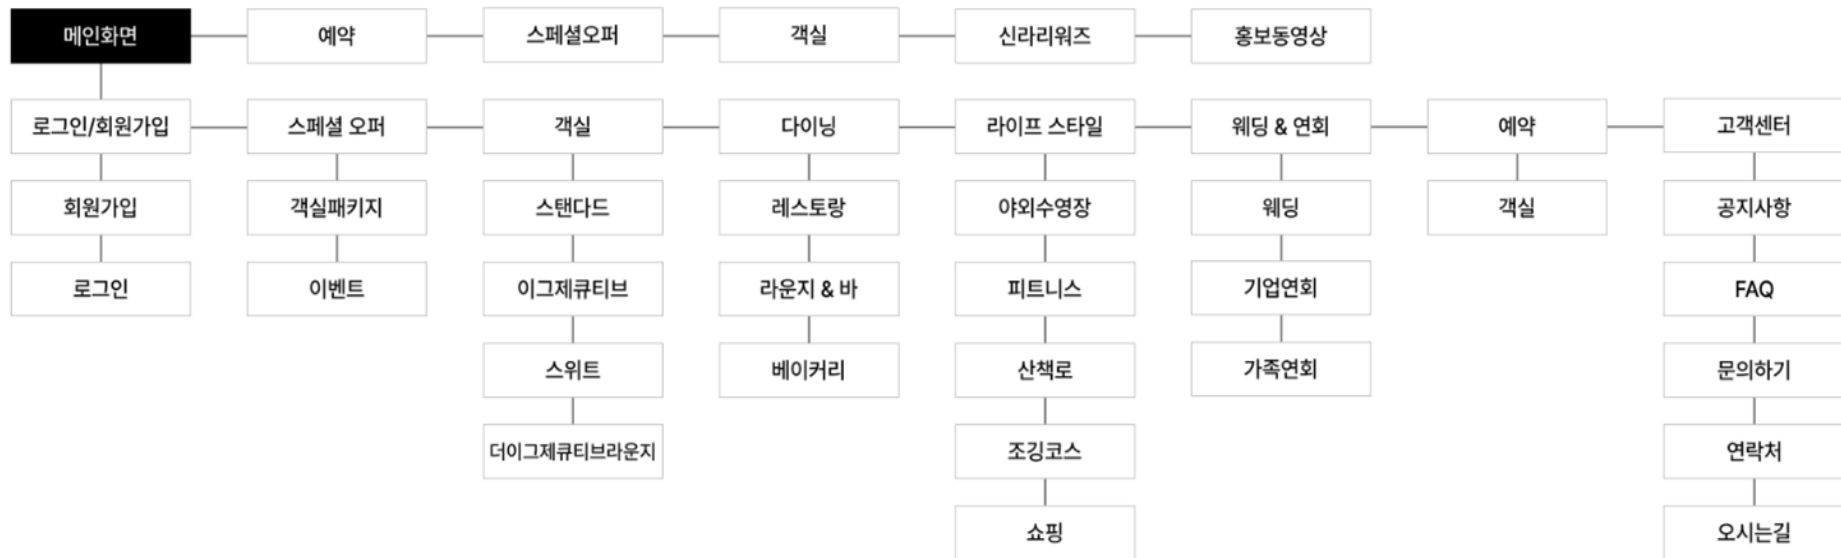 메인화면
예약
스페셜오퍼
객실
신라리워즈
홍보동영상
로그인/회원가입
스페셜 오퍼
객실
다이닝
라이프 스타일
웨딩 & 연회
예약
고객센터
회원가입
객실패키지
스탠다드
레스토랑
야외수영장
웨딩
객실
공지사항
로그인
이벤트
이그제큐티브
라운지 & 바
피트니스
기업연회
FAQ
스위트
베이커리
산책로
가족연회
문의하기
더이그제큐티브라운지
조깅코스
연락처
쇼핑
오시는길